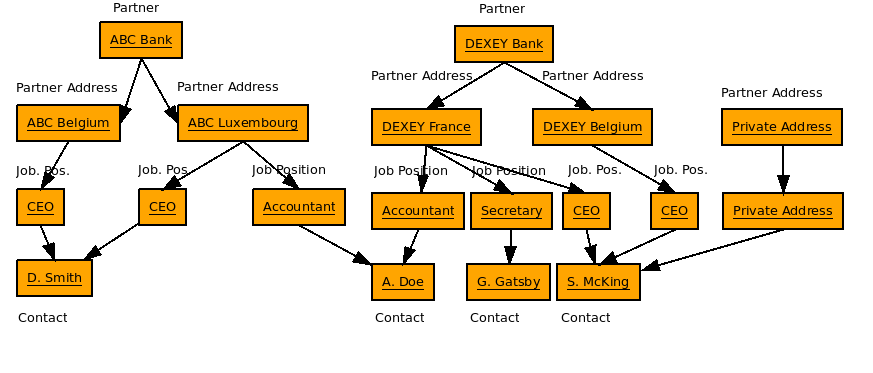 Partner
Partner
ABC Bank
DEXEY Bank
Partner Address
Partner Address
Partner Address
Partner Address
Partner Address
ABC Belgium
ABC Luxembourg
DEXEY France
DEXEY Belgium
Private Address
Job. Pos.
Job. Pos.
Job Position
Job Position
Job Position
Job. Pos.
Job. Pos.
CEO
CEO
Accountant
Accountant
Secretary
CEO
CEO
Private Address
D. Smith
A. Doe
G. Gatsby
S. McKing
Contact
Contact
Contact
Contact